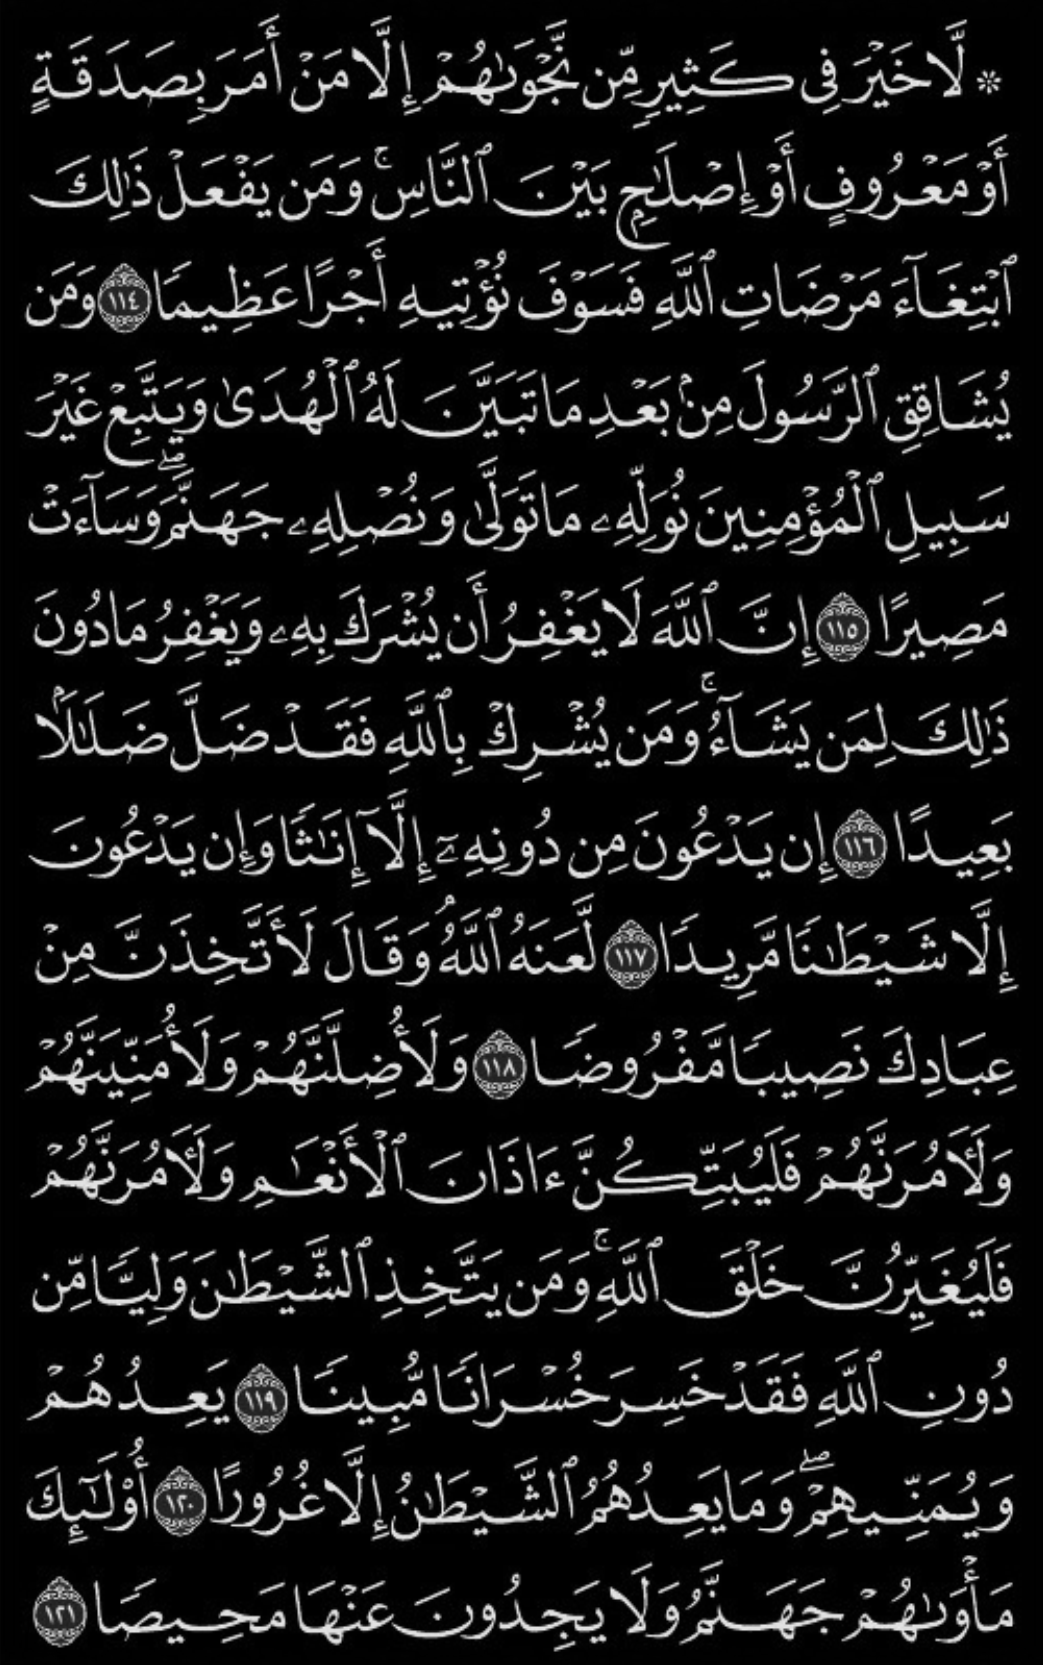 ۞ لَّا خَيْرَ فِي كَثِيرٍ مِّن نَّجْوَىٰهُمْ إِلَّا مَنْ أَمَرَ بِصَدَقَةٍ
أَوْ مَعْرُوفٍ أَوْ إِصْلَٰحٍۭ بَيْنَ ٱلنَّاسِۚ وَمَن يَفْعَلْ ذَٰلِكَ
ٱبْتِغَآءَ مَرْضَاتِ ٱللَّهِ فَسَوْفَ نُؤْتِيهِ أَجْرًا عَظِيمًا ١١٤ وَمَن
يُشَاقِقِ ٱلرَّسُولَ مِنۢ بَعْدِ مَا تَبَيَّنَ لَهُ ٱلْهُدَىٰ وَيَتَّبِعْ غَيْرَ
سَبِيلِ ٱلْمُؤْمِنِينَ نُوَلِّهِۦ مَا تَوَلَّىٰ وَنُصْلِهِۦ جَهَنَّمَۖ وَسَآءَتْ
مَصِيرًا ١١٥ إِنَّ ٱللَّهَ لَا يَغْفِرُ أَن يُشْرَكَ بِهِۦ وَيَغْفِرُ مَا دُونَ
ذَٰلِكَ لِمَن يَشَآءُۚ وَمَن يُشْرِكْ بِٱللَّهِ فَقَدْ ضَلَّ ضَلَٰلًۢا
بَعِيدًا ١١٦ إِن يَدْعُونَ مِن دُونِهِۦٓ إِلَّآ إِنَٰثًا وَإِن يَدْعُونَ
إِلَّا شَيْطَٰنًا مَّرِيدًا ١١٧ لَّعَنَهُ ٱللَّهُۘ وَقَالَ لَأَتَّخِذَنَّ مِنْ
عِبَادِكَ نَصِيبًا مَّفْرُوضًا ١١٨ وَلَأُضِلَّنَّهُمْ وَلَأُمَنِّيَنَّهُمْ
وَلَـَٔامُرَنَّهُمْ فَلَيُبَتِّكُنَّ ءَاذَانَ ٱلْأَنْعَٰمِ وَلَـَٔامُرَنَّهُمْ
فَلَيُغَيِّرُنَّ خَلْقَ ٱللَّهِۚ وَمَن يَتَّخِذِ ٱلشَّيْطَٰنَ وَلِيًّا مِّن
دُونِ ٱللَّهِ فَقَدْ خَسِرَ خُسْرَانًا مُّبِينًا ١١٩ يَعِدُهُمْ
وَيُمَنِّيهِمْۖ وَمَا يَعِدُهُمُ ٱلشَّيْطَٰنُ إِلَّا غُرُورًا ١٢٠ أُو۟لَٰٓئِكَ
مَأْوَىٰهُمْ جَهَنَّمُ وَلَا يَجِدُونَ عَنْهَا مَحِيصًا ١٢١